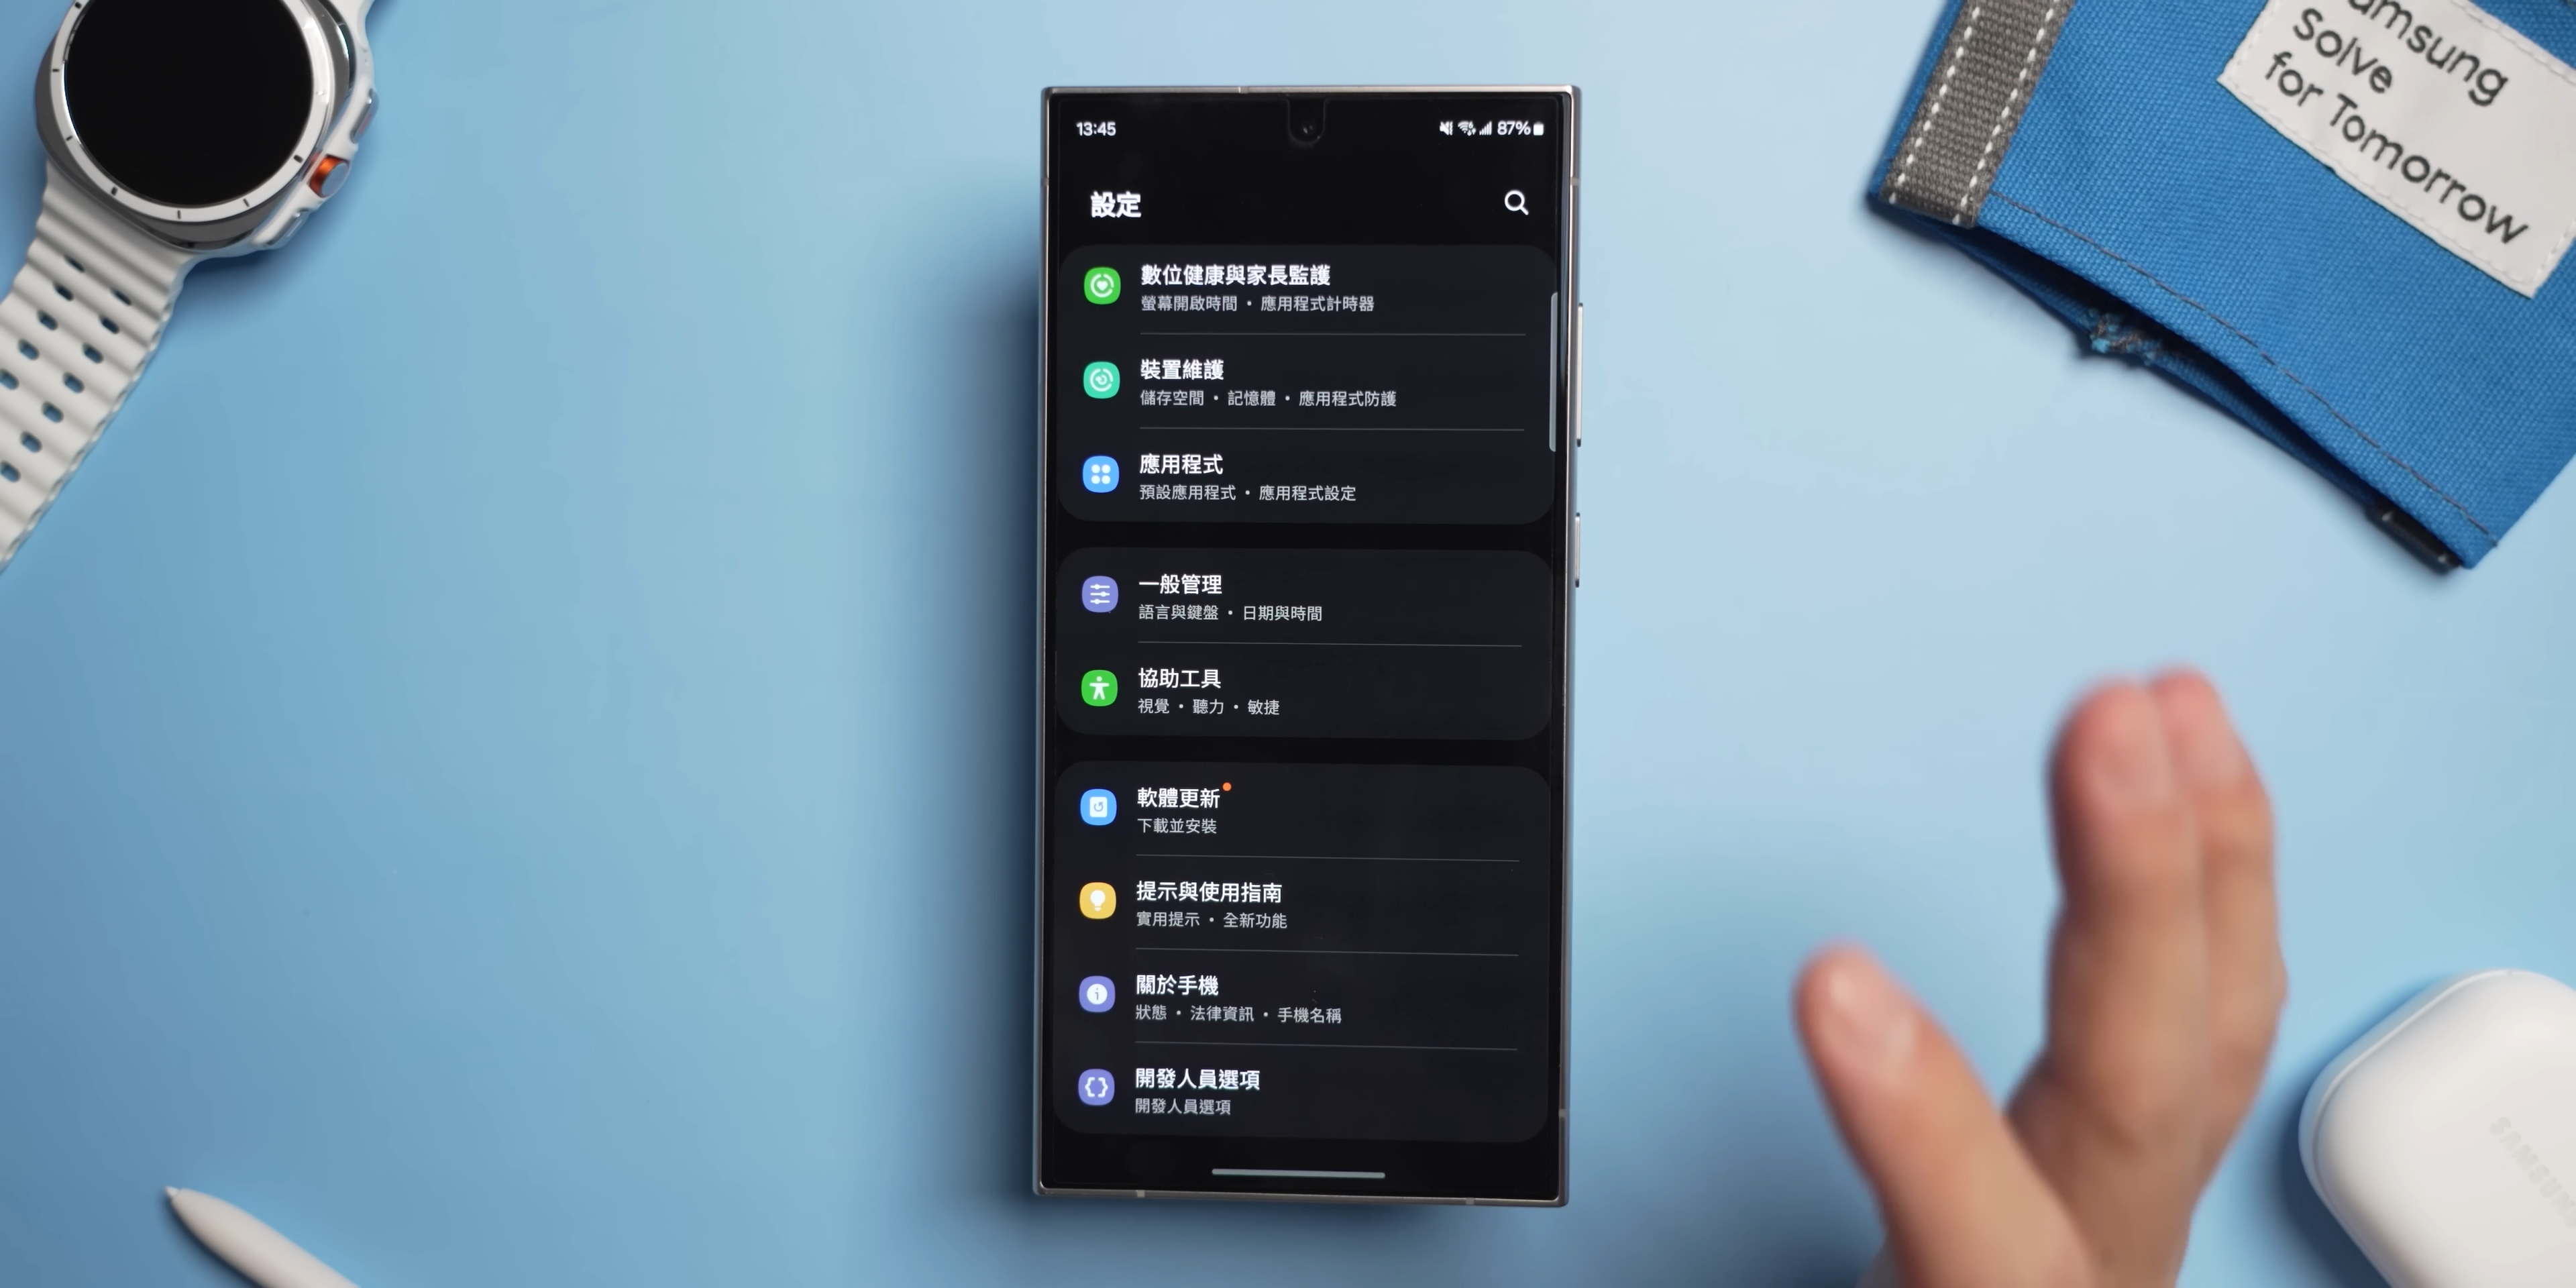 Samsung
Solve
for Tomorrow
13:45
87%
設定
數位健康與家長監護
螢幕開啟時間 • 應用程式計時器
裝置維護
儲存空間 • 記憶體 • 應用程式防護
應用程式
預設應用程式 • 應用程式設定
一般管理
語言與鍵盤 • 日期與時間
協助工具
視覺 • 聽力 • 敏捷
軟體更新
下載並安裝
提示與使用指南
實用提示 • 全新功能
關於手機
狀態 • 法律資訊 • 手機名稱
開發人員選項
開發人員選項
SAMSUNG